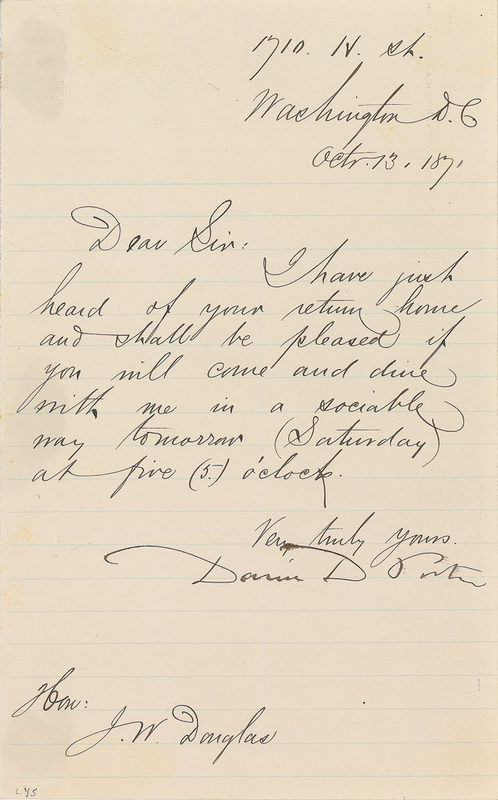 1710. H. st.
Washington D.C
Octr. 13. 1871
Dear Sir:
I have just
heard of your return home
and shall be pleased if
you will come and dine
with me in a sociable
way tomorrow (Saturday)
at five (5.) o'clock.
Very truly yours.
David D Porter
Hon:
J. W. Douglas